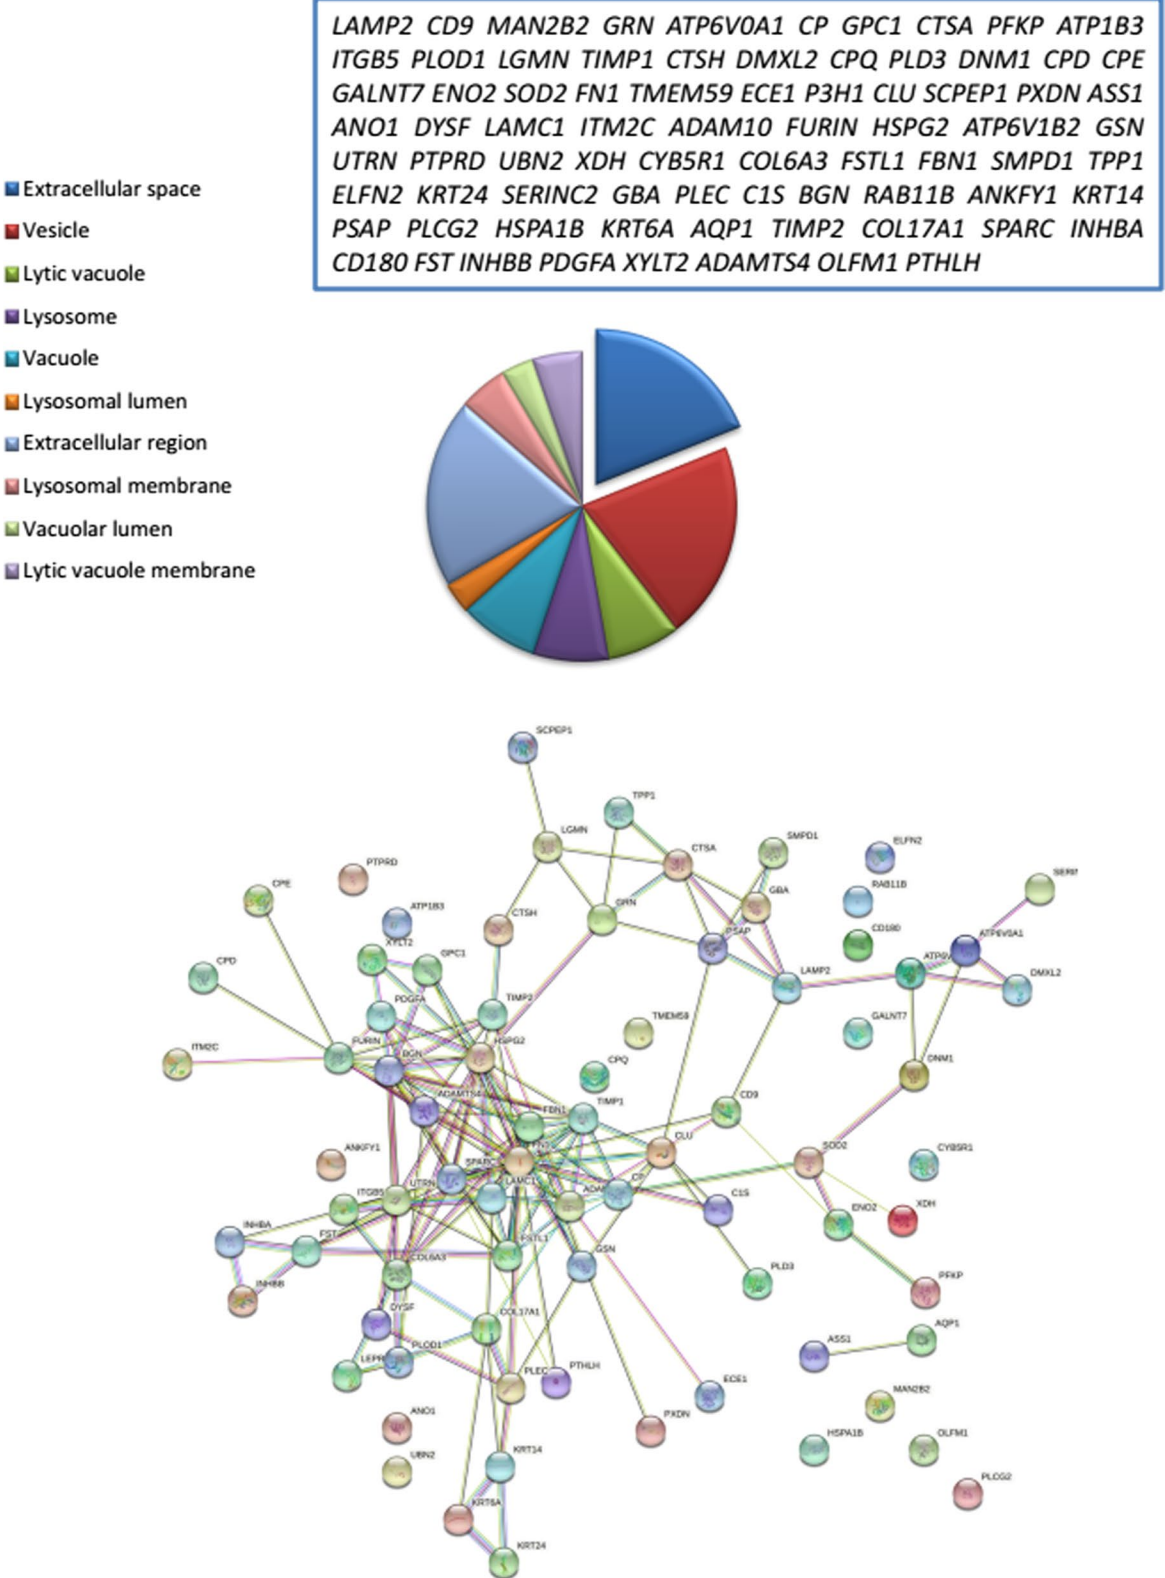 LAMP2 CD9 MAN2B2 GRN ATP6V0A1 CP GPC1 CTSA PFKP ATP1B3
ITGB5 PLOD1 LGMN TIMP1 CTSH DMXL2 CPQ PLD3 DNM1 CPD CPE
GALNT7 ENO2 SOD2 FN1 TMEM59 ECE1 P3H1 CLU SCPEP1 PXDN ASS1
ANO1 DYSF LAMC1 ITM2C ADAM10 FURIN HSPG2 ATP6V1B2 GSN
UTRN PTPRD UBN2 XDH CYB5R1 COL6A3 FSTL1 FBN1 SMPD1 TPP1
ELFN2 KRT24 SERINC2 GBA PLEC C1S BGN RAB11B ANKFY1 KRT14
PSAP PLCG2 HSPA1B KRT6A AQP1 TIMP2 COL17A1 SPARC INHBA
CD180 FST INHBB PDGFA XYLT2 ADAMTS4 OLFM1 PTHLH
Extracellular space
Vesicle
Lytic vacuole
Lysosome
Vacuole
Lysosomal lumen
Extracellular region
Lysosomal membrane
Vacuolar lumen
Lytic vacuole membrane
SCPEP1
TPP1
LGMN
SMPD1
ELFN2
CTSA
PTPRD
SERI
CPE
RAB11B
GBA
GRN
ATP1B3
CTSH
CD180
PSAP
ATP6V0A1
XYLT2
GPC1
ATP6V
CPD
LAMP2
DMXL2
PDGFA
TIMP2
TMEM59
GALNT7
FURIN
HSPG2
ITM2C
BGN
CPQ
DNM1
ADAMTS4
CD9
FBN1
TIMP1
CLU
ANKFY1
SOD2
CYB5R1
SPARC
UTRN
LAMC1
ADA
CP
ITGB5
C1S
ENO2
XDH
INHBA
FST
FSTL1
GSN
COL6A3
PLD3
INHBB
PFKP
DYSF
COL17A1
AQP1
PLOD1
ASS1
LEPR
PLEC
PTHLH
ECE1
MAN2B2
ANO1
PXDN
HSPA1B
OLFM1
UBN2
KRT14
PLCG2
KRT6A
KRT24